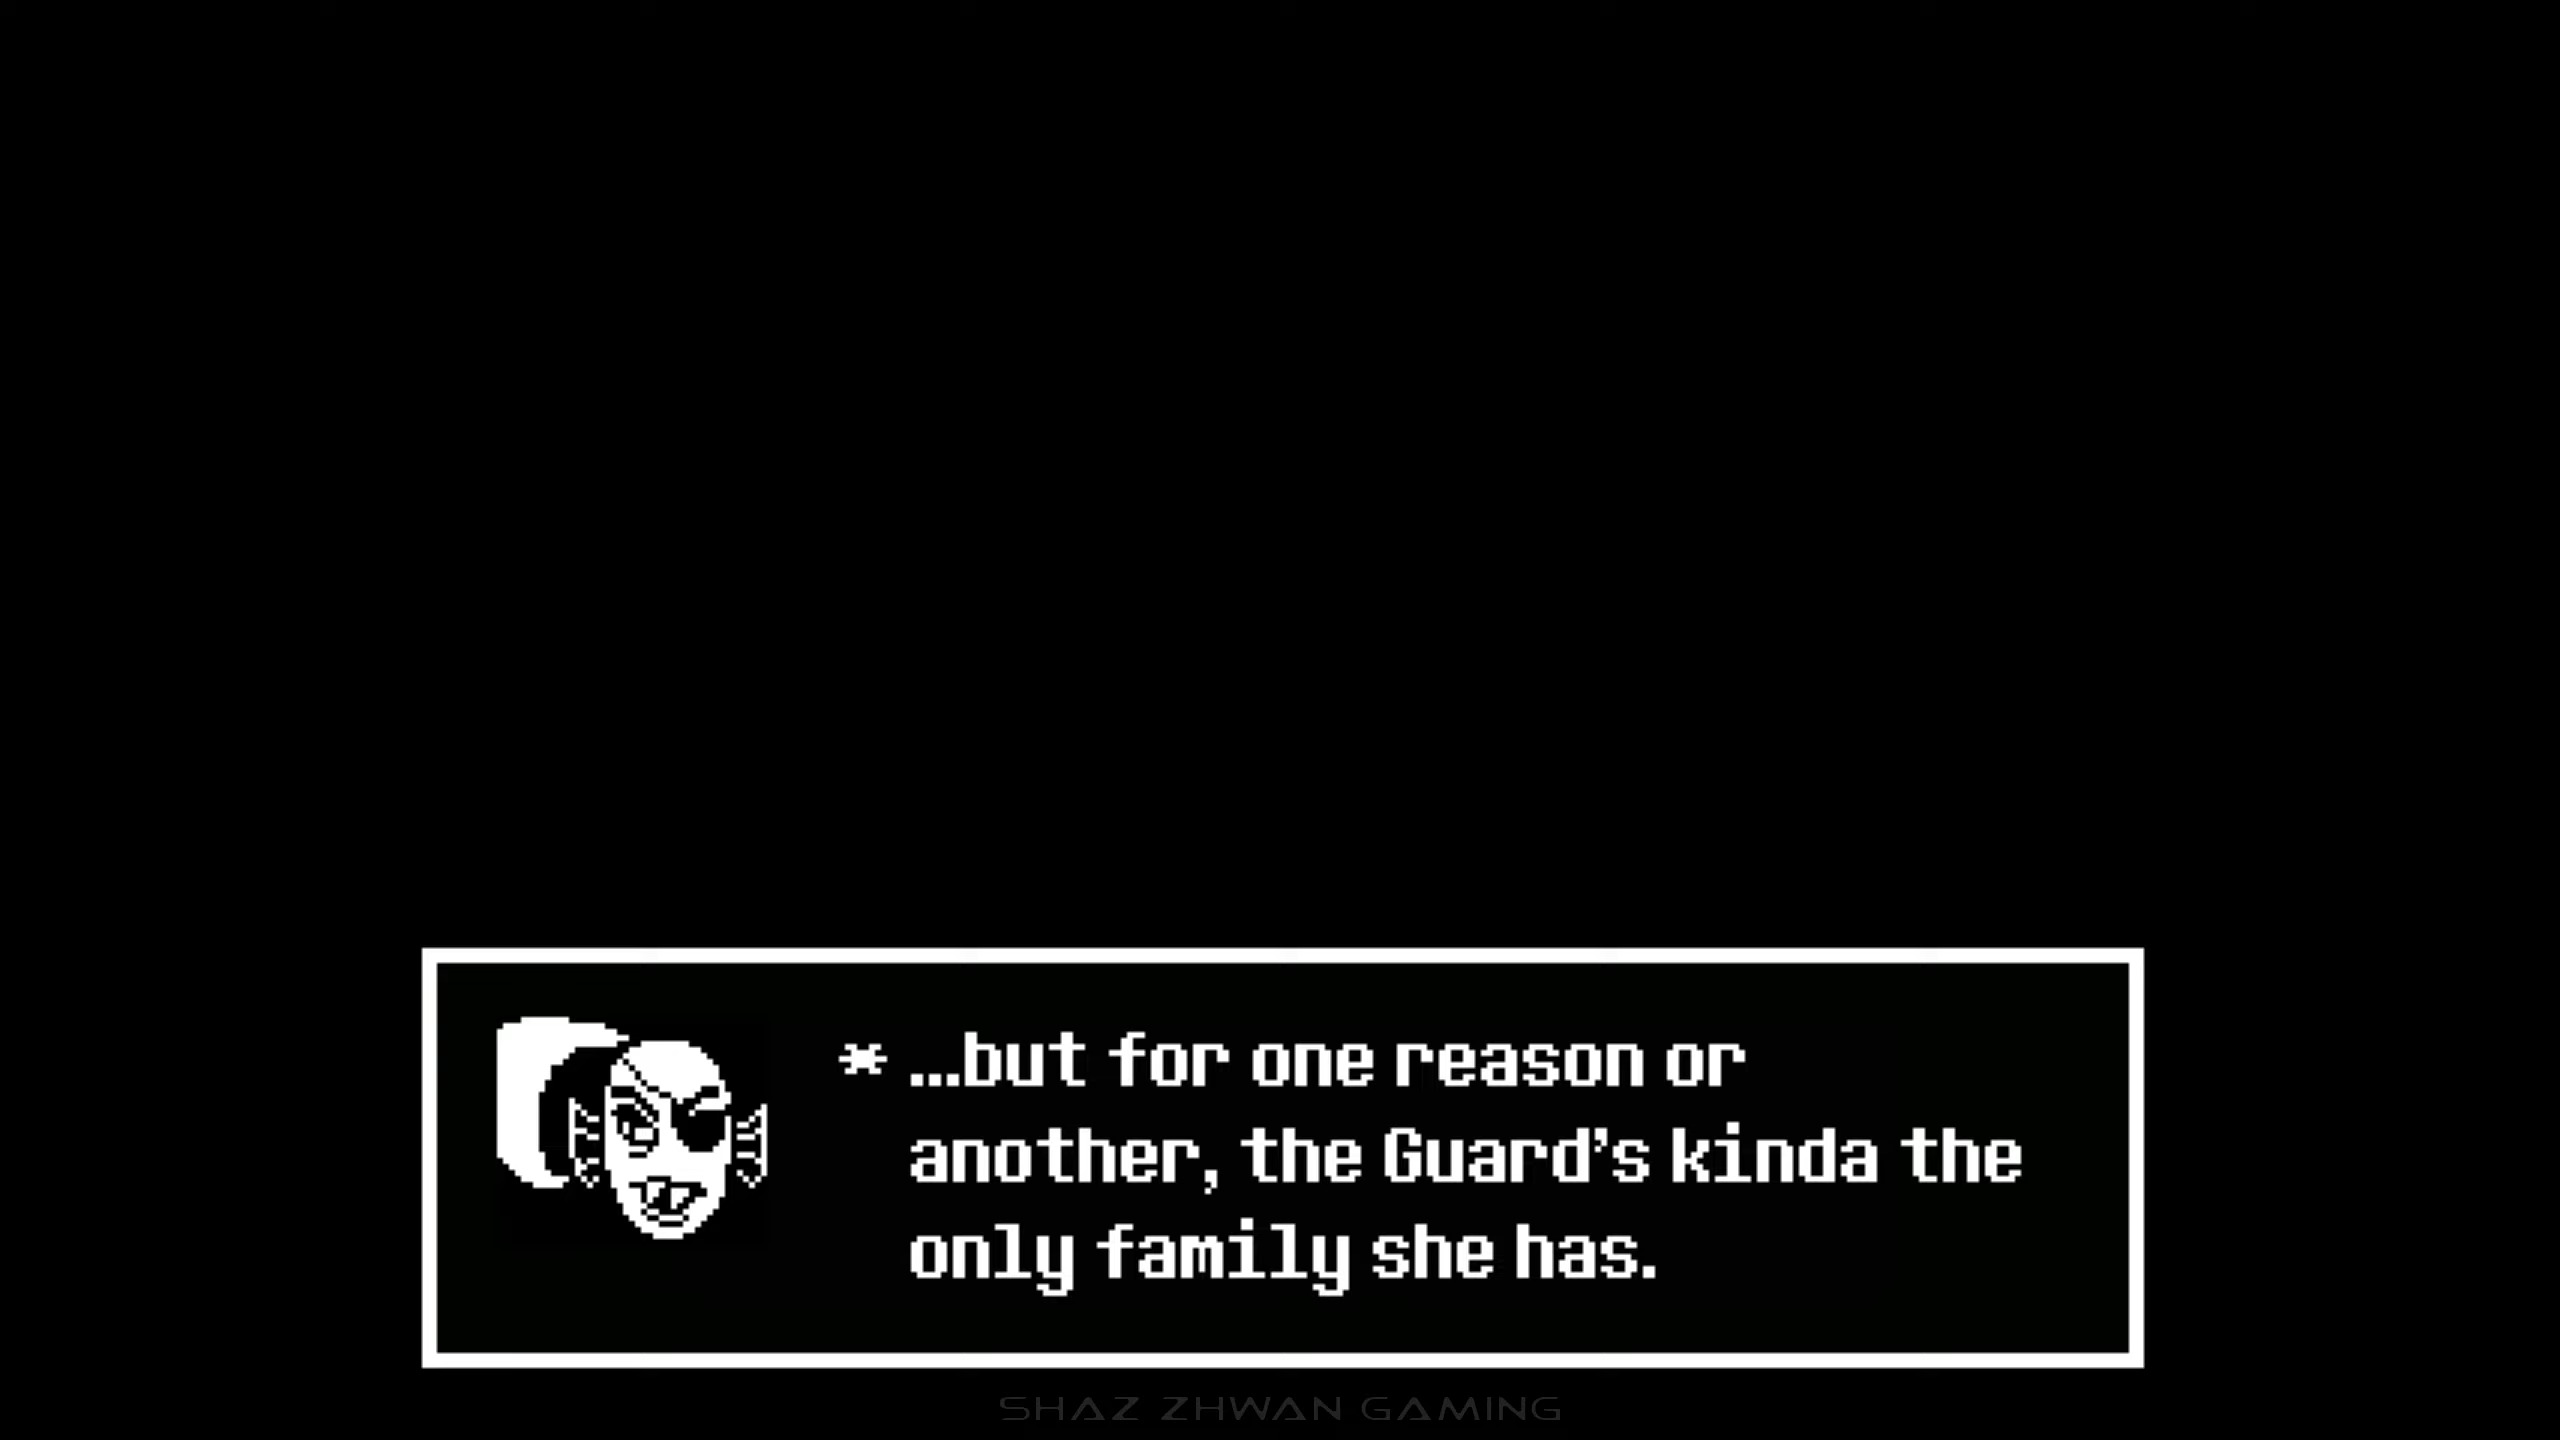 * ...but for one reason or
another, the Guard's kinda the
only family she has.
SHAZ ZHWAN GAMING